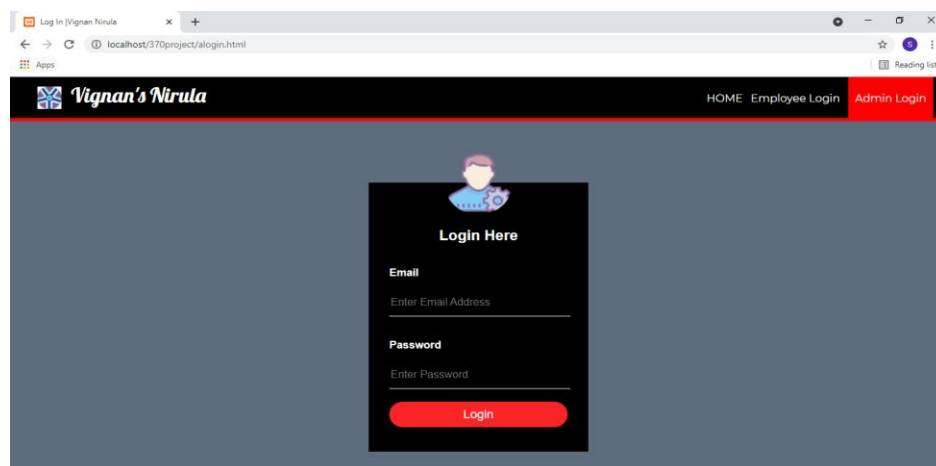 Log In |Vignan Nirula
localhost/370project/alogin.html
S
Apps
Reading list
Vignan's Nirula
HOME Employee Login Admin Login
Login Here
Email
Enter Email Address
Password
Enter Password
Login